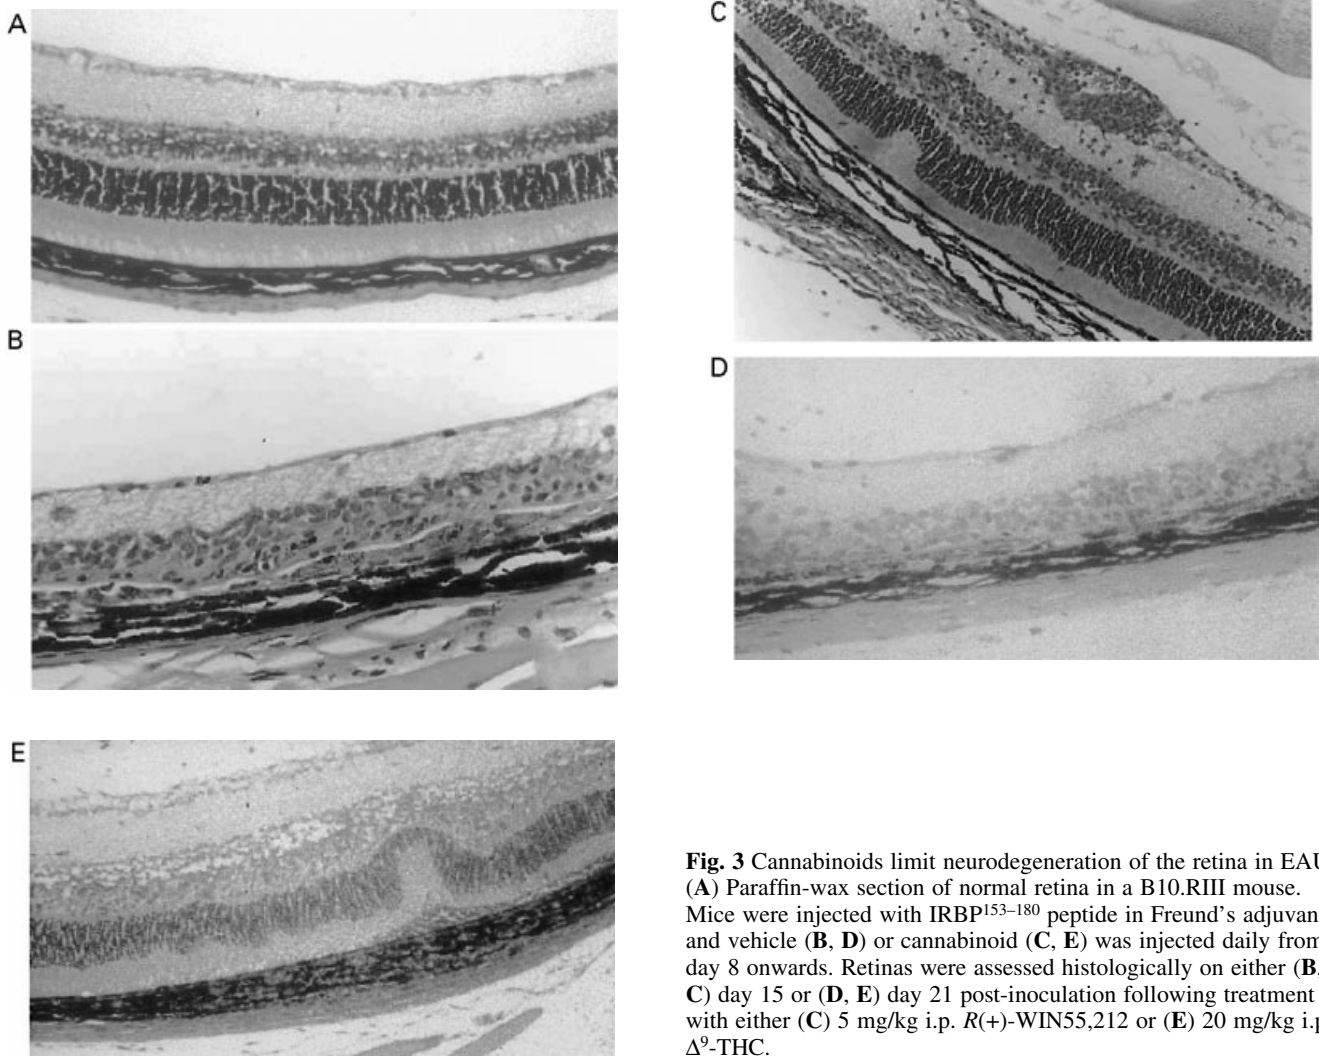 A
B
C
D
E
Fig. 3 Cannabinoids limit neurodegeneration of the retina in EAU
(A) Paraffin-wax section of normal retina in a B10.RIII mouse.
Mice were injected with IRBP153–180 peptide in Freund's adjuvan
and vehicle (B, D) or cannabinoid (C, E) was injected daily from
day 8 onwards. Retinas were assessed histologically on either (B,
C) day 15 or (D, E) day 21 post-inoculation following treatment
with either (C) 5 mg/kg i.p. R(+)-WIN55,212 or (E) 20 mg/kg i.p
Δ9-THC.